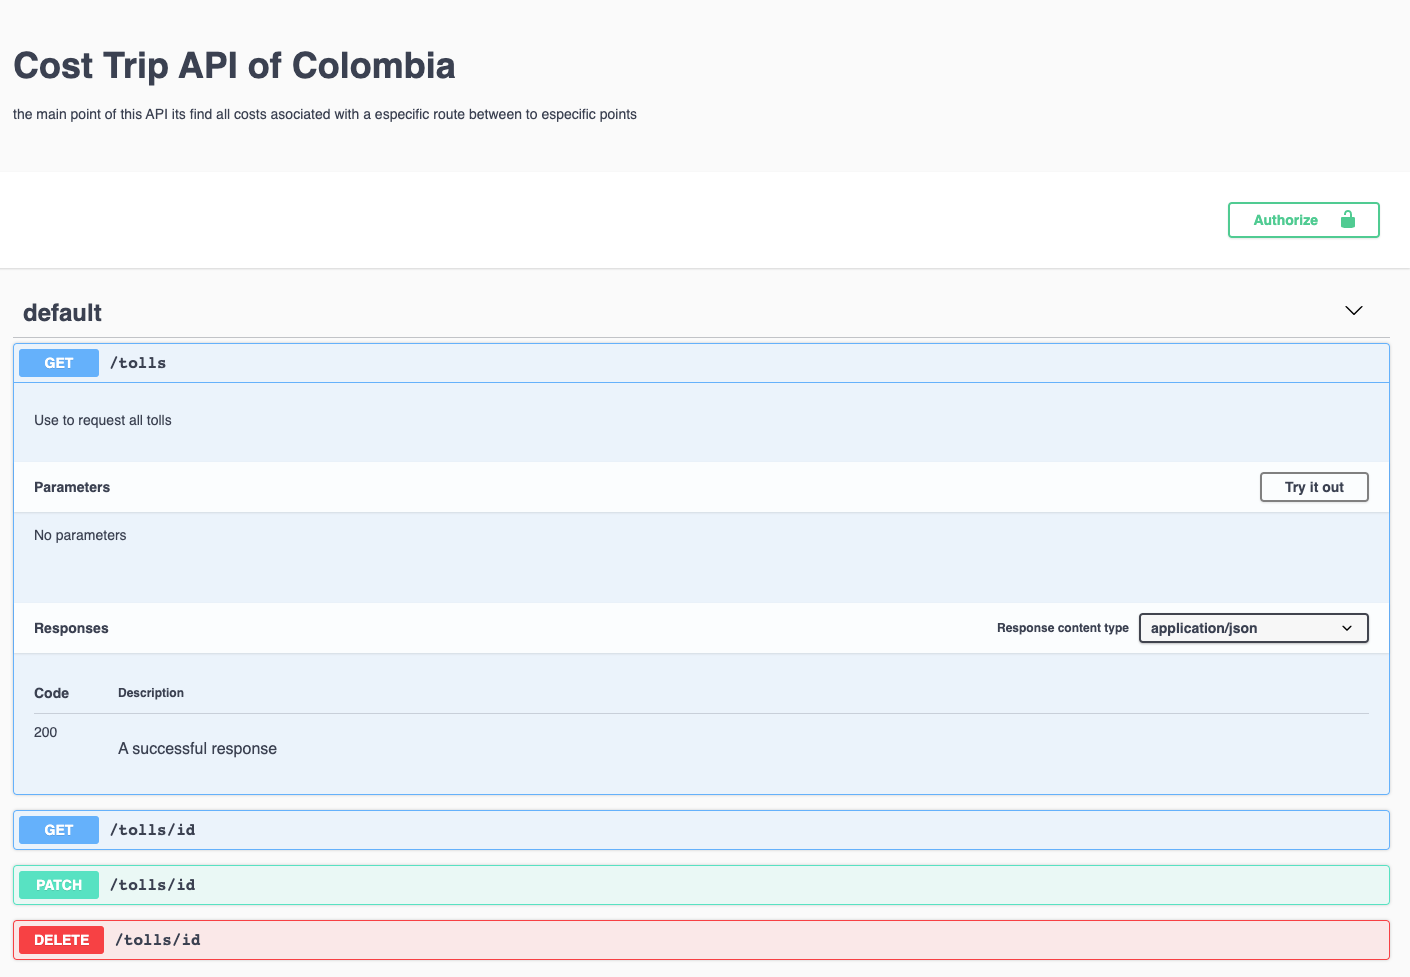 Cost Trip API of Colombia
the main point of this API its find all costs asociated with a especific route between to especific points
Authorize
default
GET /tolls
Use to request all tolls
Parameters Try it out
No parameters
Responses Response content type application/json
Code Description
200
A successful response
GET /tolls/id
PATCH /tolls/id
DELETE /tolls/id